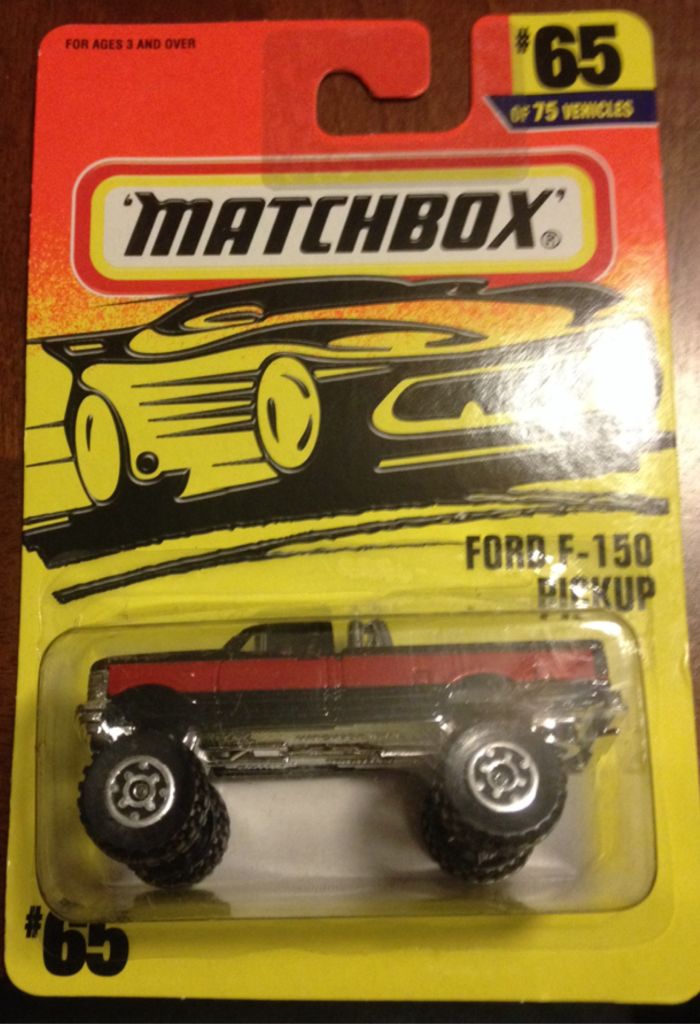 FOR AGES 3 AND OVER
#65
OF 75 VEHICLES
'MATCHBOX'®
FORD F-150
PICKUP
#65